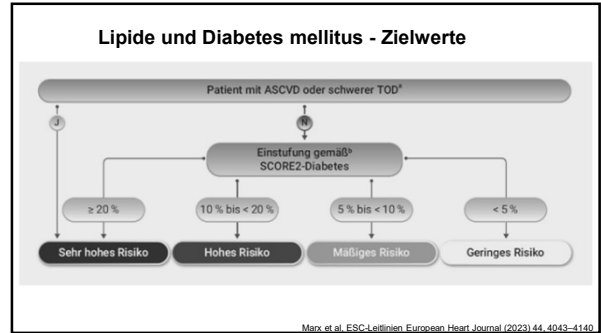 Lipide und Diabetes mellitus - Zielwerte
Patient mit ASCVD oder schwerer TODª
J
N
Einstufung gemäßᵇ
SCORE2-Diabetes
≥ 20 %
10 % bis < 20 %
5 % bis < 10 %
< 5 %
Sehr hohes Risiko
Hohes Risiko
Mäßiges Risiko
Geringes Risiko
Marx et al, ESC-Leitlinien European Heart Journal (2023) 44, 4043–4140